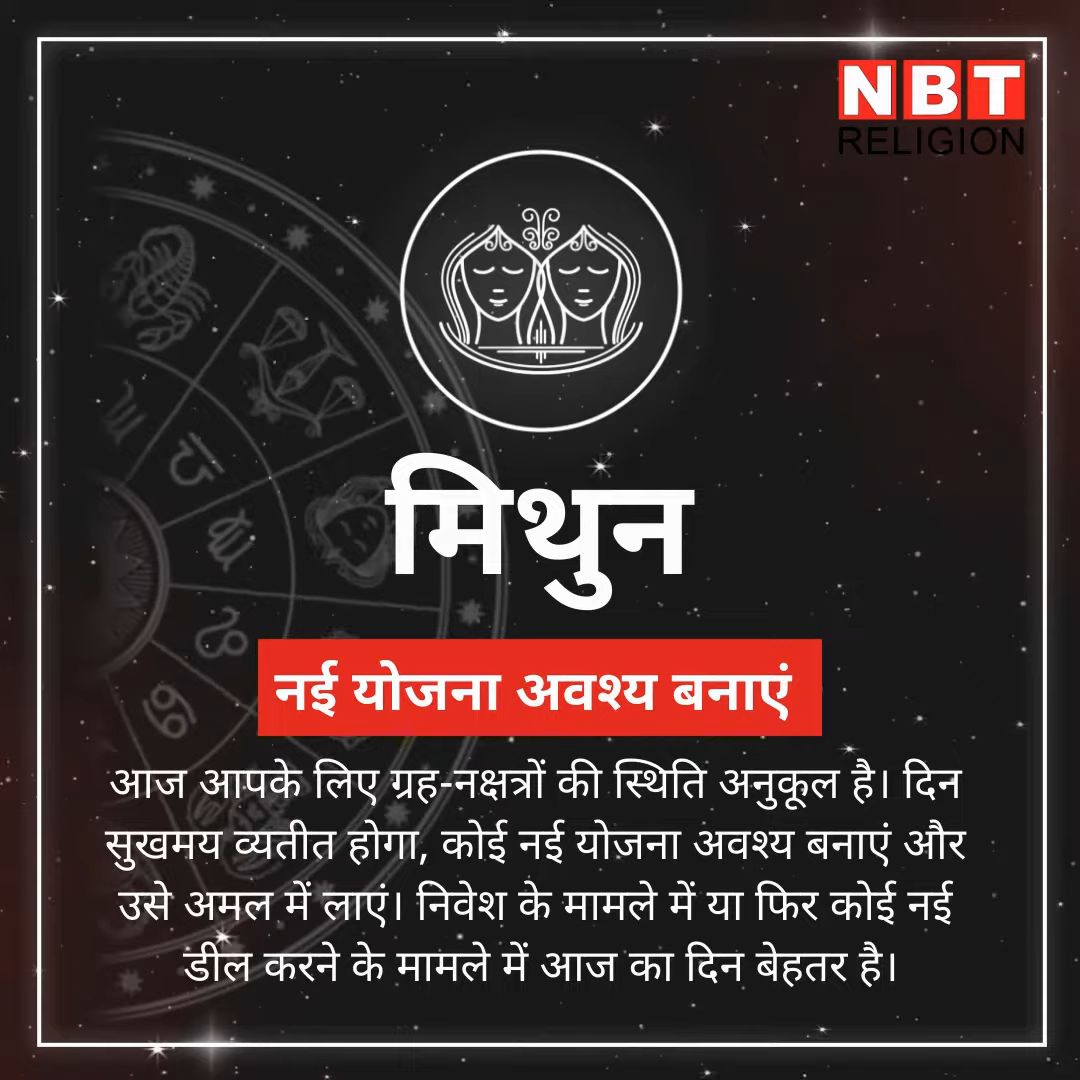 NBT
RELIGION
मिथुन
नई योजना अवश्य बनाएं
आज आपके लिए ग्रह-नक्षत्रों की स्थिति अनुकूल है। दिन
सुखमय व्यतीत होगा, कोई नई योजना अवश्य बनाएं और
उसे अमल में लाएं। निवेश के मामले में या फिर कोई नई
डील करने के मामले में आज का दिन बेहतर है।